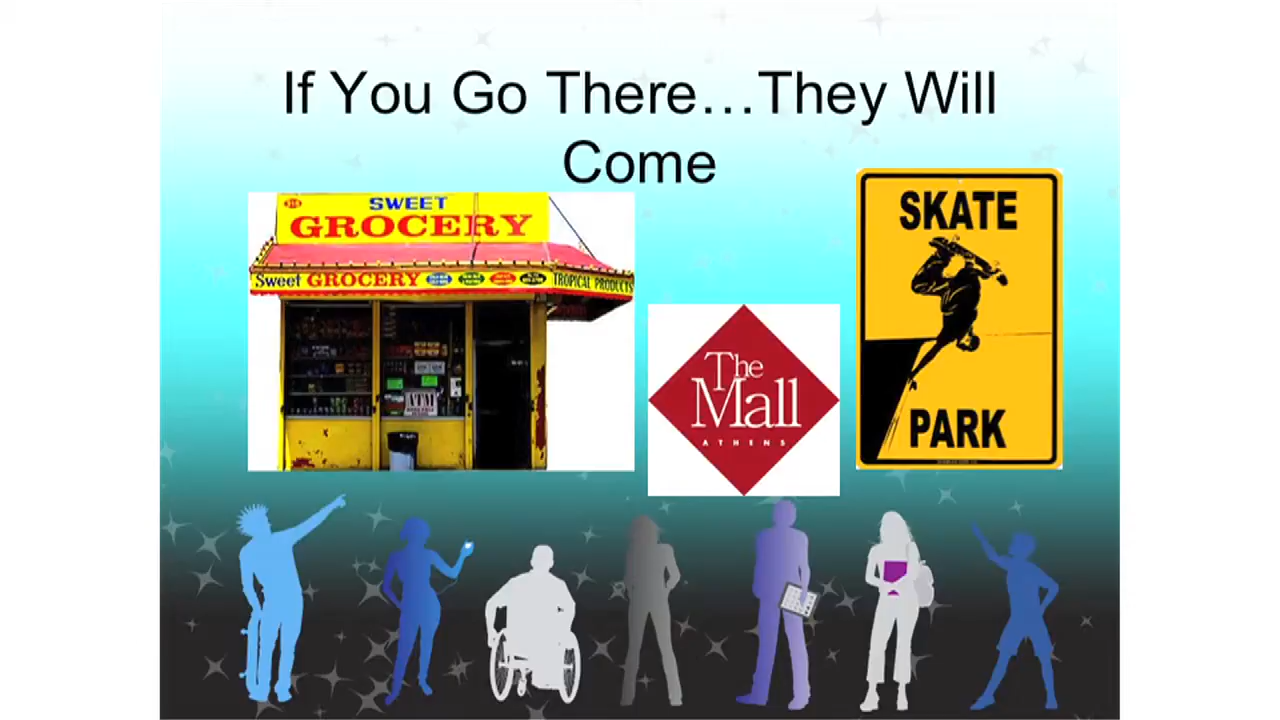 If You Go There…They Will
Come
SWEET
GROCERY
Sweet GROCERY
TROPICAL PRODUCTS
ATM
The
Mall
ATHENS
SKATE
PARK